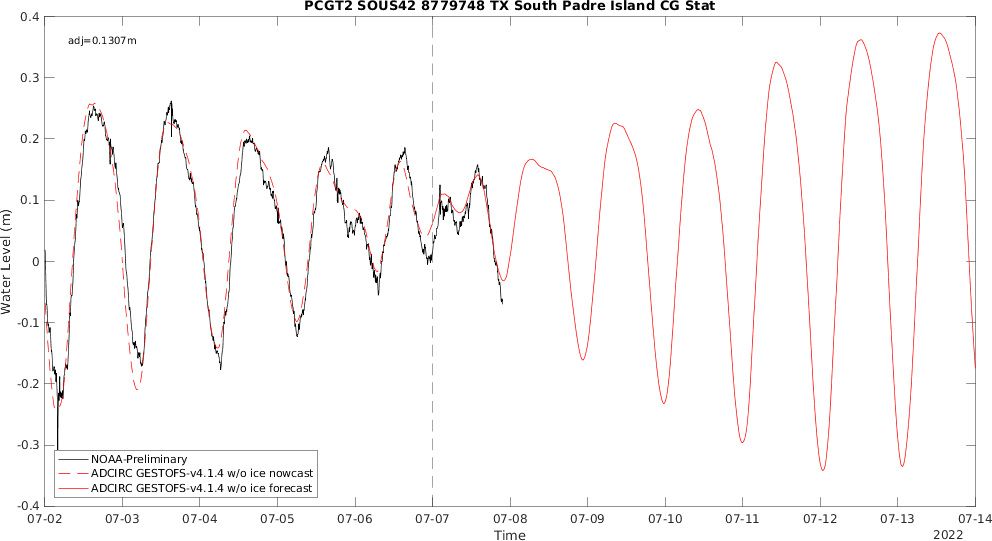 PCGT2 SOUS42 8779748 TX South Padre Island CG Stat
adj=0.1307m
0.4
0.3
0.2
0.1
0
-0.1
-0.2
-0.3
-0.4
Water Level (m)
NOAA-Preliminary
ADCIRC GESTOFS-v4.1.4 w/o ice nowcast
ADCIRC GESTOFS-v4.1.4 w/o ice forecast
07-02 07-03 07-04 07-05 07-06 07-07 07-08 07-09 07-10 07-11 07-12 07-13 07-14
Time
2022